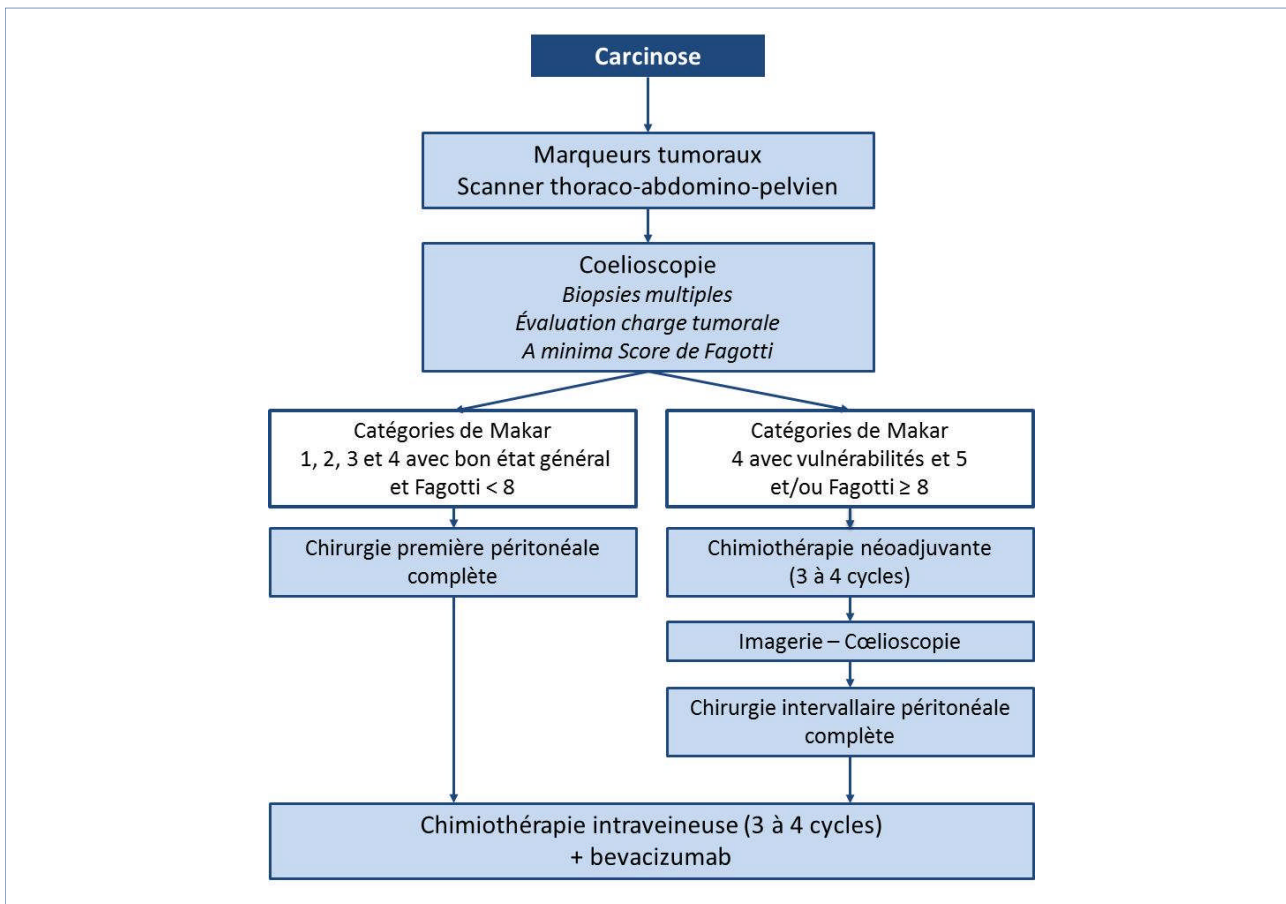 Carcinose
Marqueurs tumoraux
Scanner thoraco-abdomino-pelvien
Coelioscopie
Biopsies multiples
Évaluation charge tumorale
A minima Score de Fagotti
Catégories de Makar
1, 2, 3 et 4 avec bon état général
et Fagotti < 8
Catégories de Makar
4 avec vulnérabilités et 5
et/ou Fagotti ≥ 8
Chirurgie première péritonéale
complète
Chimiothérapie néoadjuvante
(3 à 4 cycles)
Imagerie – Cœlioscopie
Chirurgie intervallaire péritonéale
complète
Chimiothérapie intraveineuse (3 à 4 cycles)
+ bevacizumab